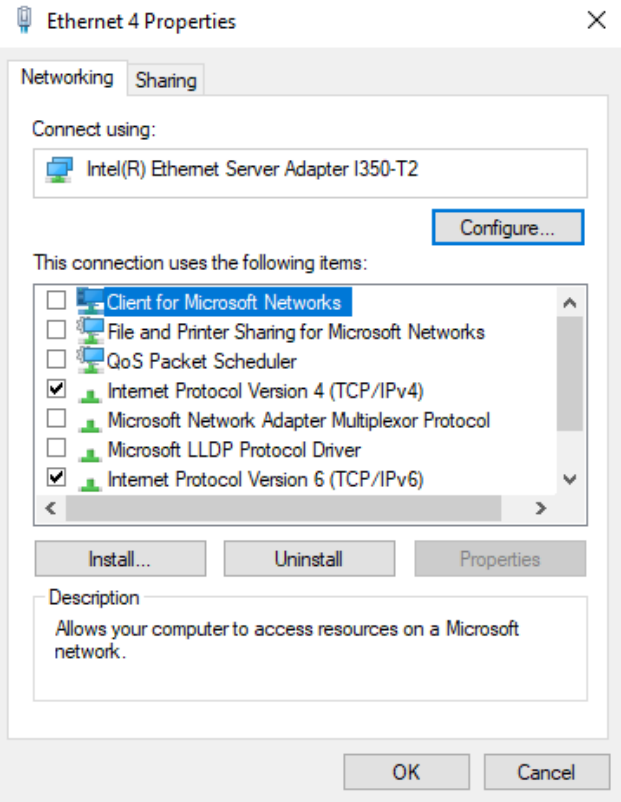 Ethernet 4 Properties
Networking
Sharing
Connect using:
Intel(R) Ethernet Server Adapter I350-T2
Configure...
This connection uses the following items:
Client for Microsoft Networks
File and Printer Sharing for Microsoft Networks
QoS Packet Scheduler
Internet Protocol Version 4 (TCP/IPv4)
Microsoft Network Adapter Multiplexor Protocol
Microsoft LLDP Protocol Driver
Internet Protocol Version 6 (TCP/IPv6)
Install...
Uninstall
Properties
Description
Allows your computer to access resources on a Microsoft
network.
OK
Cancel